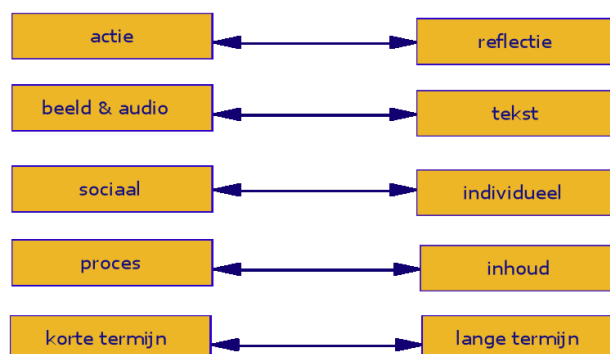 actie
reflectie
beeld & audio
tekst
sociaal
individueel
proces
inhoud
korte termijn
lange termijn